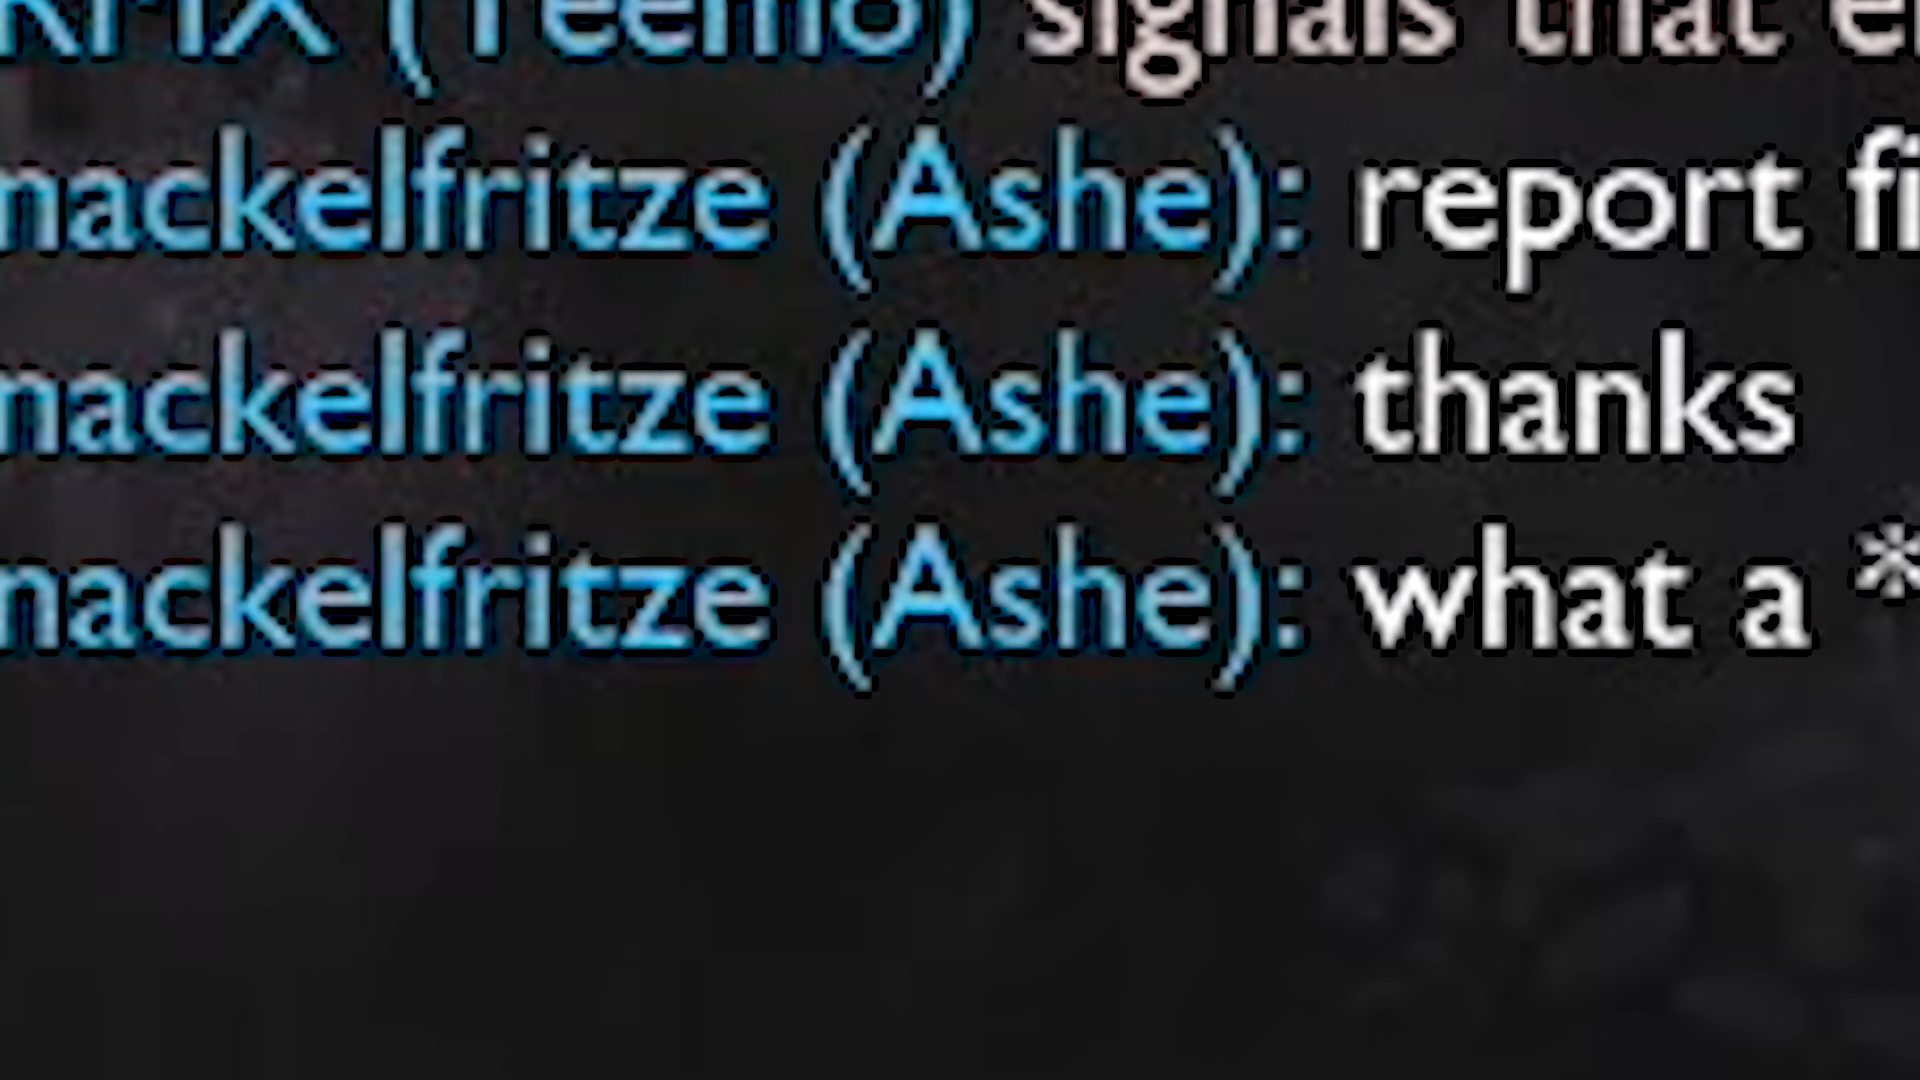 (Teemo) signals that
nackelfritze (Ashe): report fi
nackelfritze (Ashe): thanks
nackelfritze (Ashe): what a *